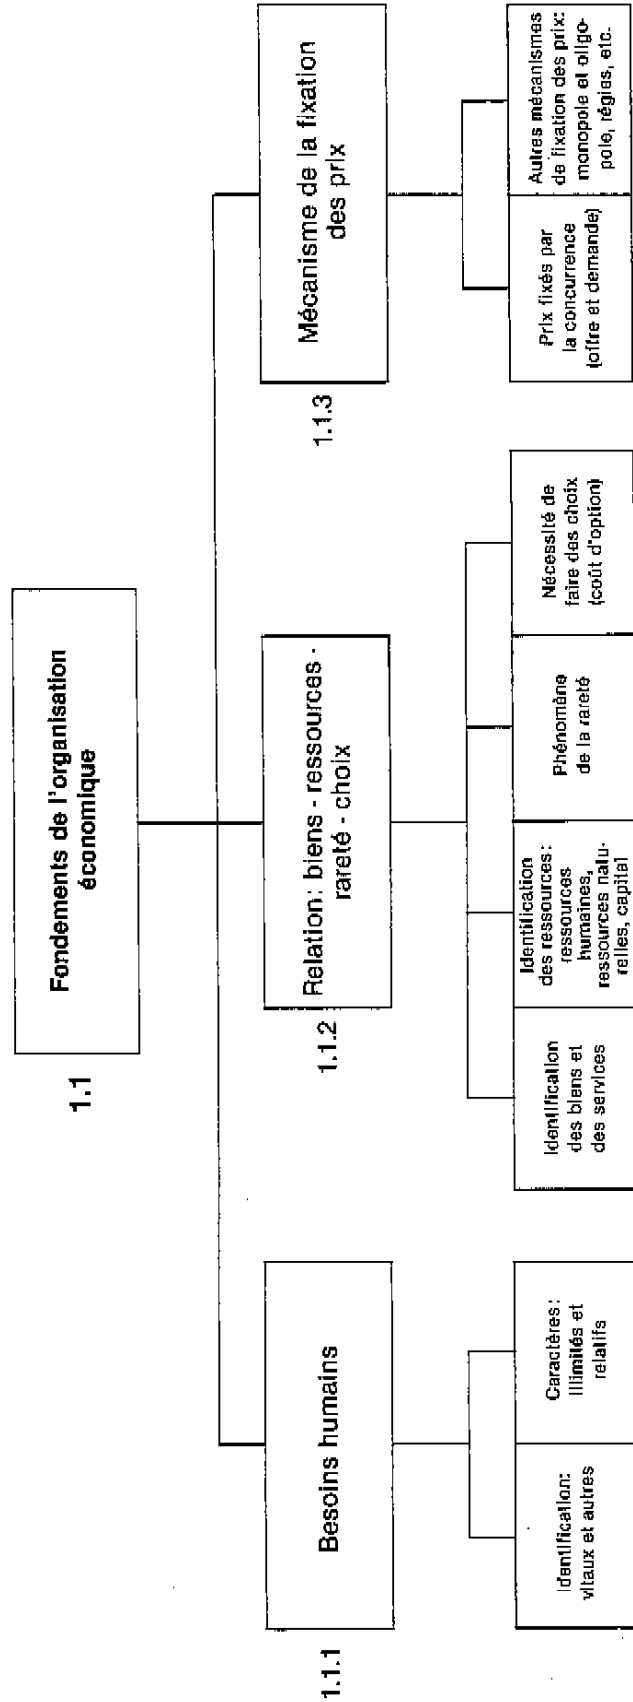 1.1
Fondements de l'organisation
économique
1.1.1
Besoins humains
Identification:
vitaux et autres
Caractères:
illimités et
relatifs
1.1.2
Relation: biens - ressources -
rareté - choix
Identification
des biens et
des services
Identification
des ressources:
ressources
humaines,
ressources natu-
relles, capital
Phénomène
de la rareté
Nécessité de
faire des choix
(coût d'option)
1.1.3
Mécanisme de la fixation
des prix
Prix fixés par
la concurrence
(offre et demande)
Autres mécanismes
de fixation des prix:
monopole et oligo-
pole, régies, etc.